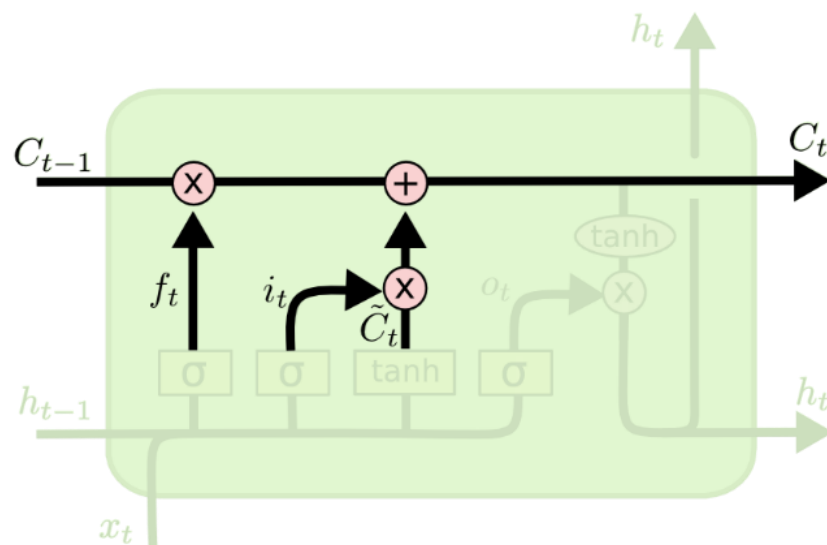 h_t
C_{t-1} × + C_t
tanh
f_t i_t × o_t ×
C̃_t
σ σ tanh σ
h_{t-1} h_t
x_t